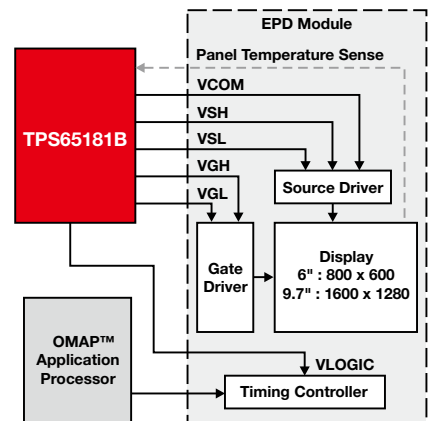 EPD Module
Panel Temperature Sense
TPS65181B
VCOM
VSH
VSL
VGH
VGL
Source Driver
Gate
Driver
Display
6" : 800 x 600
9.7" : 1600 x 1280
OMAP™
Application
Processor
VLOGIC
Timing Controller